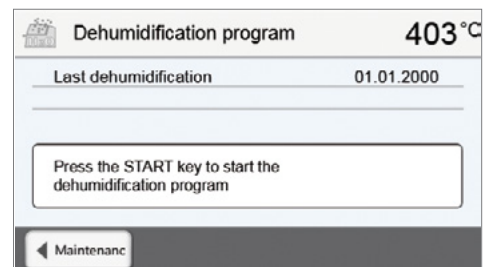 Dehumidification program 403°C
Last dehumidification 01.01.2000
Press the START key to start the
dehumidification program
Maintenanc